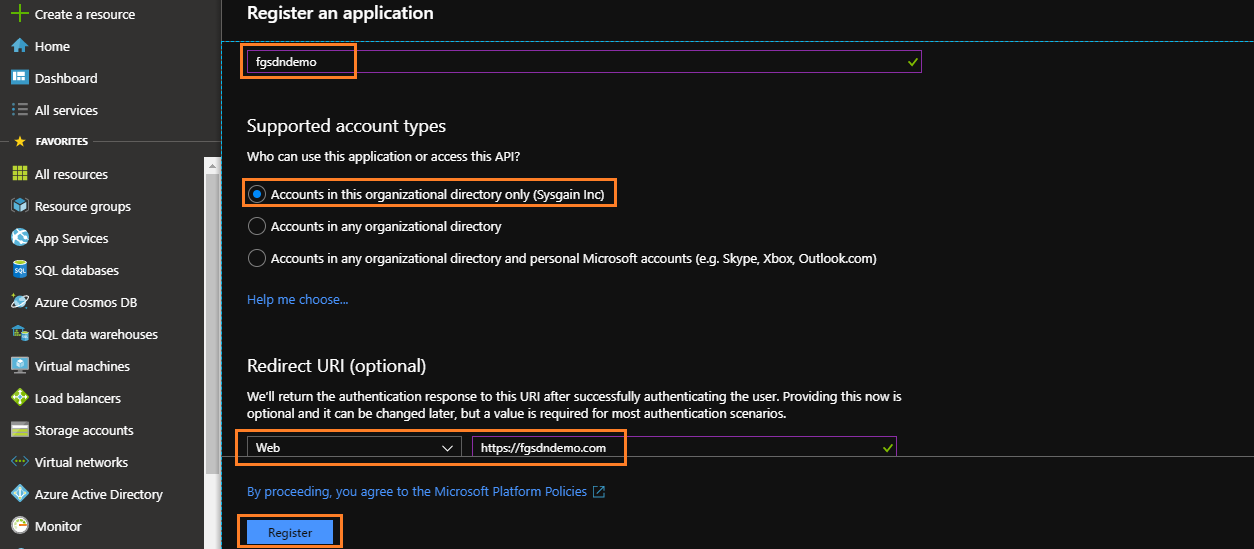 Create a resource
Home
Dashboard
All services
FAVORITES
All resources
Resource groups
App Services
SQL databases
Azure Cosmos DB
SQL data warehouses
Virtual machines
Load balancers
Storage accounts
Virtual networks
Azure Active Directory
Monitor
Register an application
fgsdndemo
Supported account types
Who can use this application or access this API?
Accounts in this organizational directory only (Sysgain Inc)
Accounts in any organizational directory
Accounts in any organizational directory and personal Microsoft accounts (e.g. Skype, Xbox, Outlook.com)
Help me choose...
Redirect URI (optional)
We'll return the authentication response to this URI after successfully authenticating the user. Providing this now is
optional and it can be changed later, but a value is required for most authentication scenarios.
Web
https://fgsdndemo.com
By proceeding, you agree to the Microsoft Platform Policies
Register